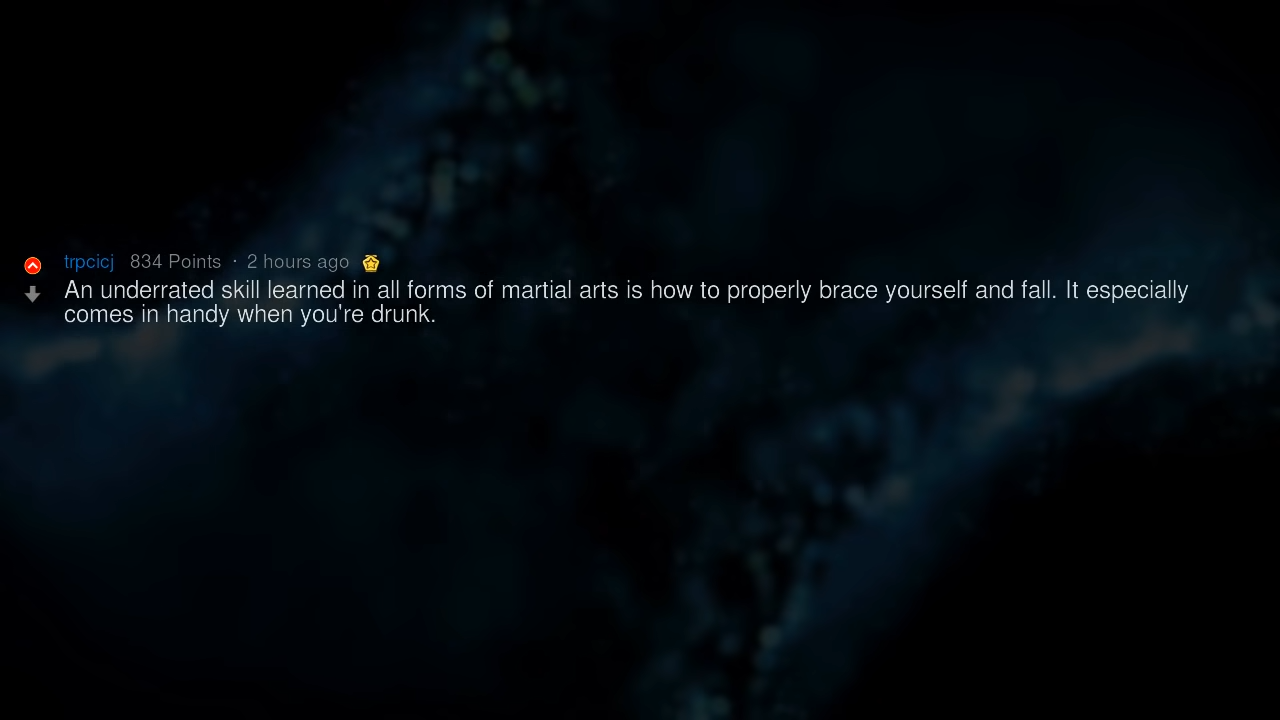 trpcicj 834 Points · 2 hours ago
An underrated skill learned in all forms of martial arts is how to properly brace yourself and fall. It especially
comes in handy when you're drunk.